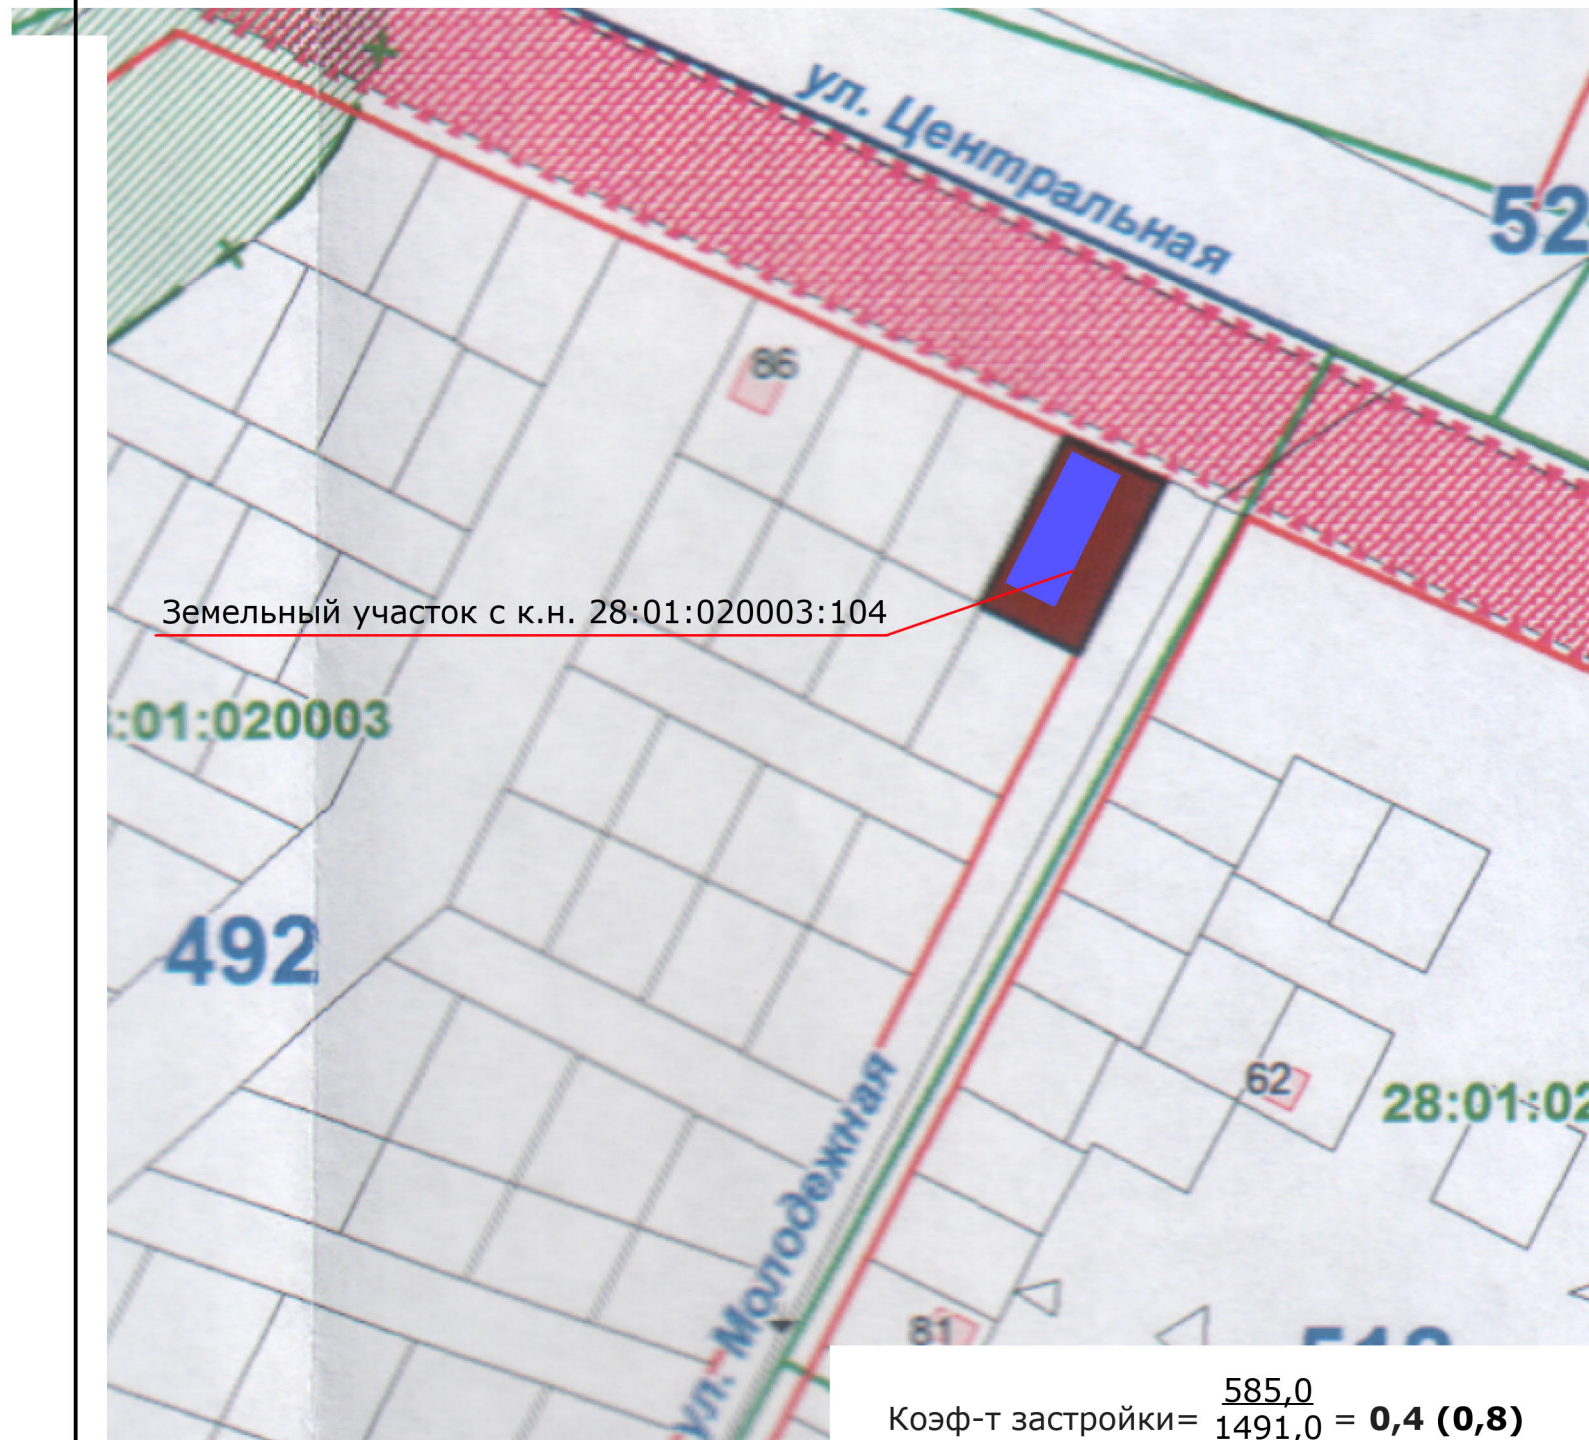 ул. Центральная
52
86
Земельный участок с к.н. 28:01:020003:104
:01:020003
492
62
28:01:02
ул. Молодежная
81
Коэф-т застройки= 585,0 / 1491,0 = 0,4 (0,8)